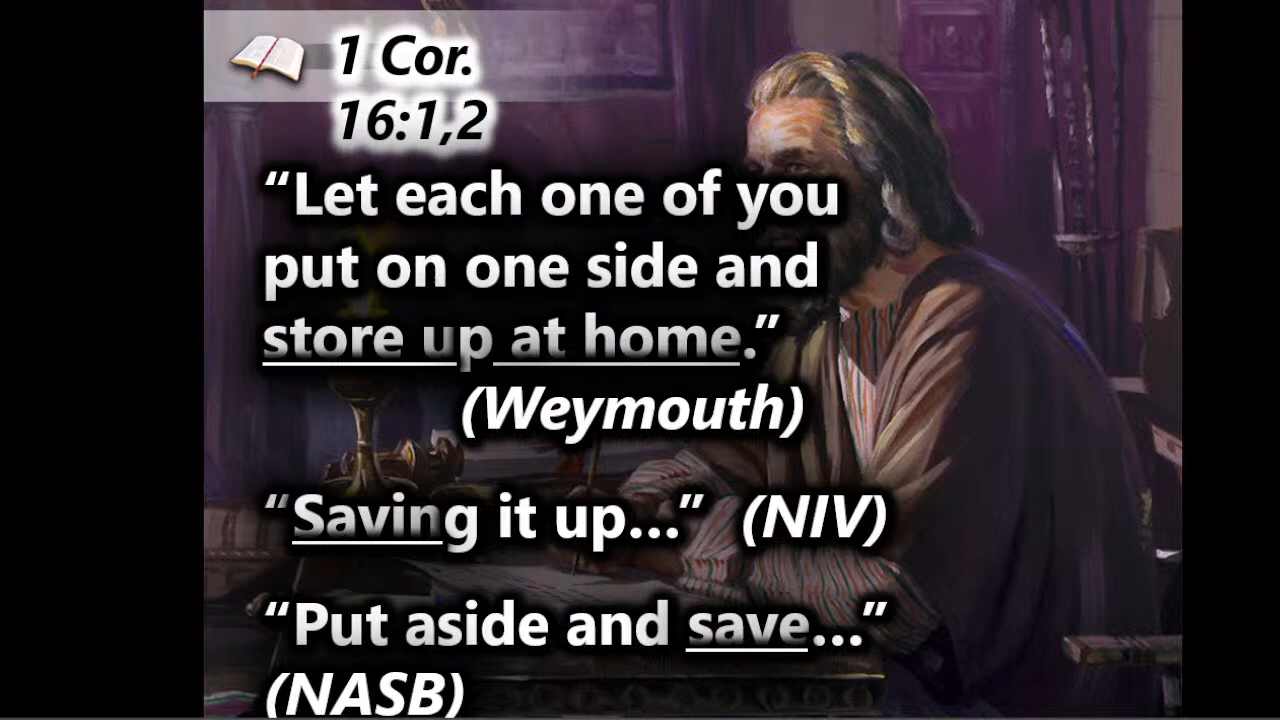 1 Cor.
16:1,2
“Let each one of you
put on one side and
store up at home.”
(Weymouth)
“Saving it up...” (NIV)
“Put aside and save...”
(NASB)